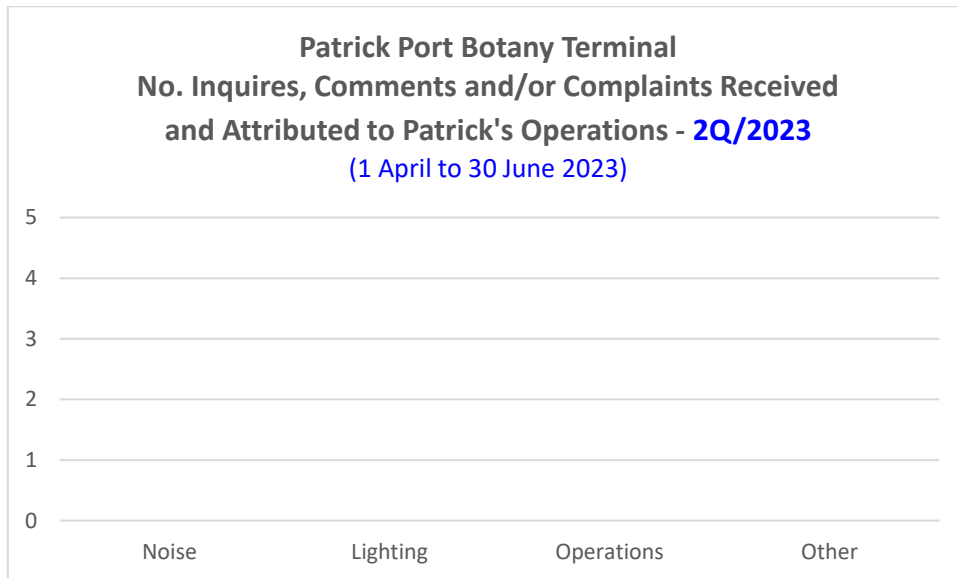 Patrick Port Botany Terminal
No. Inquires, Comments and/or Complaints Received
and Attributed to Patrick's Operations - 2Q/2023
(1 April to 30 June 2023)
5
4
3
2
1
0
Noise Lighting Operations Other